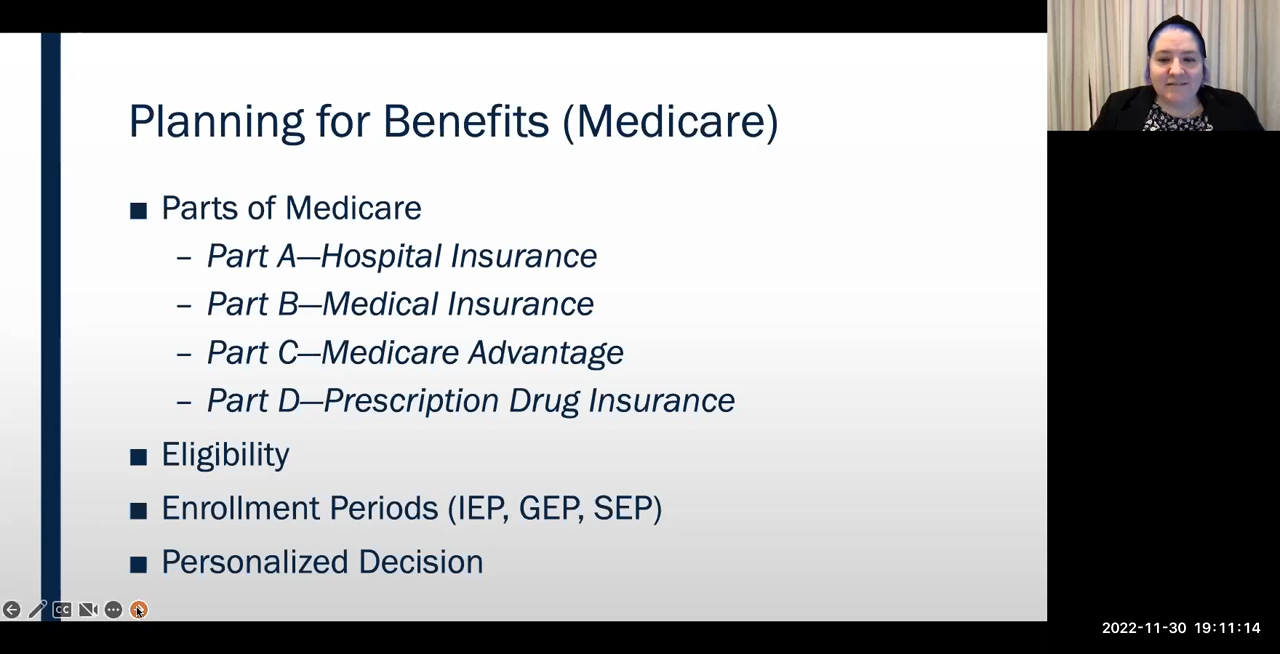 Planning for Benefits (Medicare)
■ Parts of Medicare
– Part A—Hospital Insurance
– Part B—Medical Insurance
– Part C—Medicare Advantage
– Part D—Prescription Drug Insurance
■ Eligibility
■ Enrollment Periods (IEP, GEP, SEP)
■ Personalized Decision
CC
2022-11-30 19:11:14